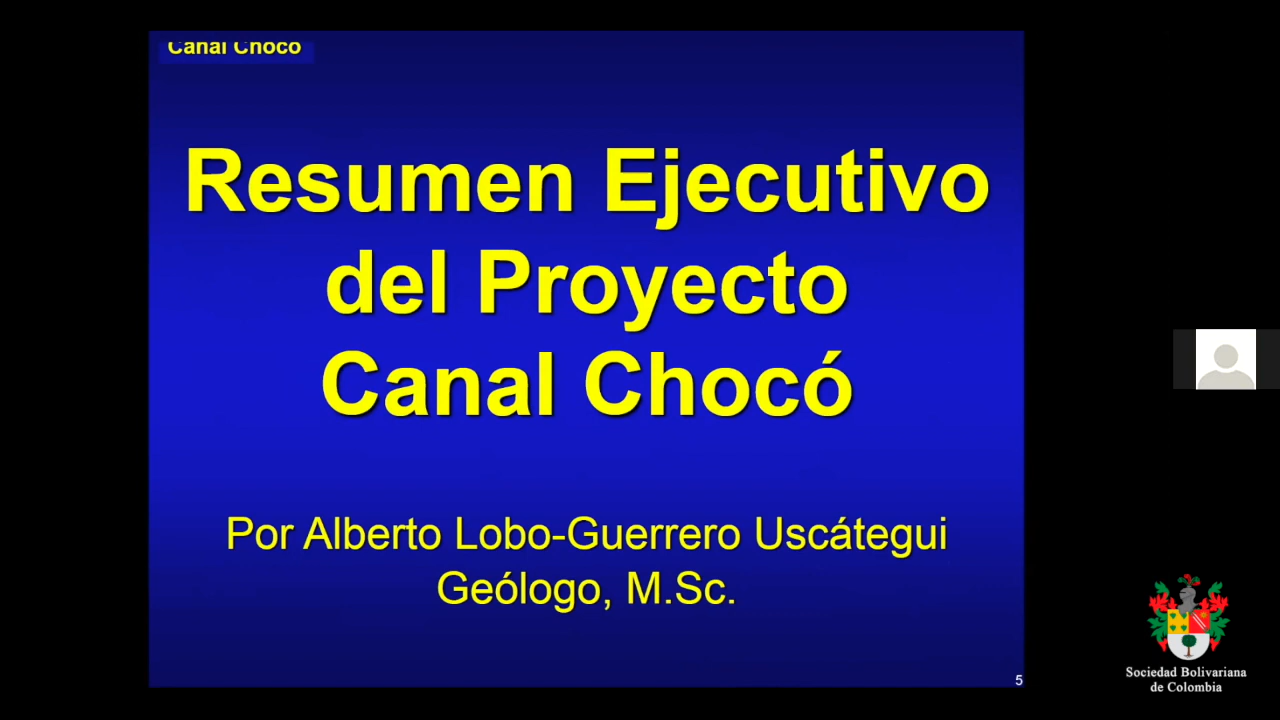 Canal Chocó
Resumen Ejecutivo
del Proyecto
Canal Chocó
Por Alberto Lobo-Guerrero Uscátegui
Geólogo, M.Sc.
5
Sociedad Bolivariana
de Colombia